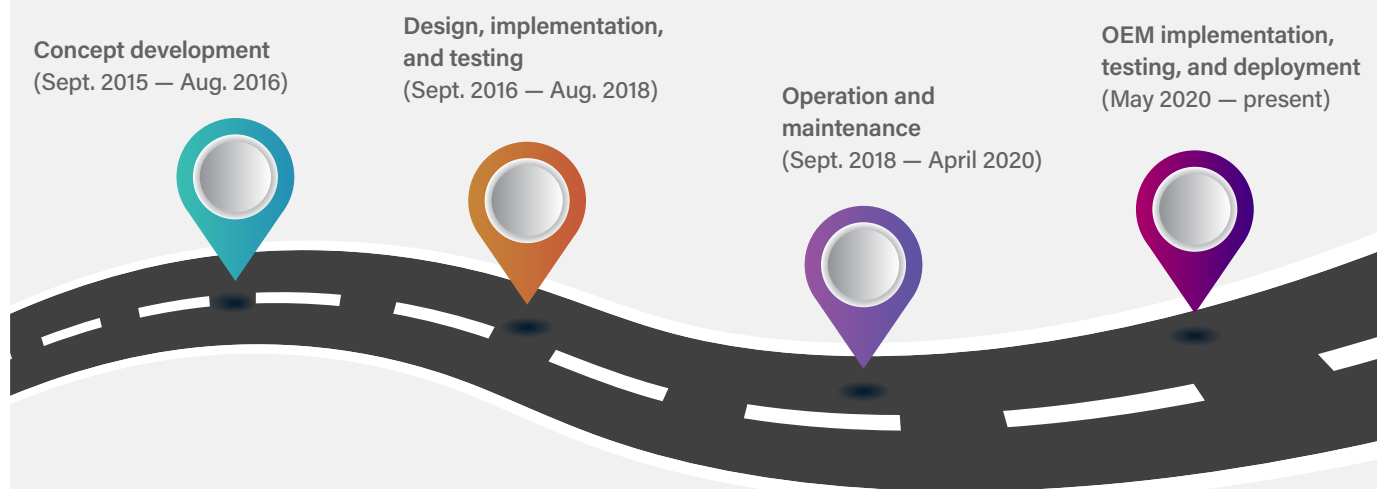 Concept development
(Sept. 2015 — Aug. 2016)
Design, implementation,
and testing
(Sept. 2016 — Aug. 2018)
Operation and
maintenance
(Sept. 2018 — April 2020)
OEM implementation,
testing, and deployment
(May 2020 — present)